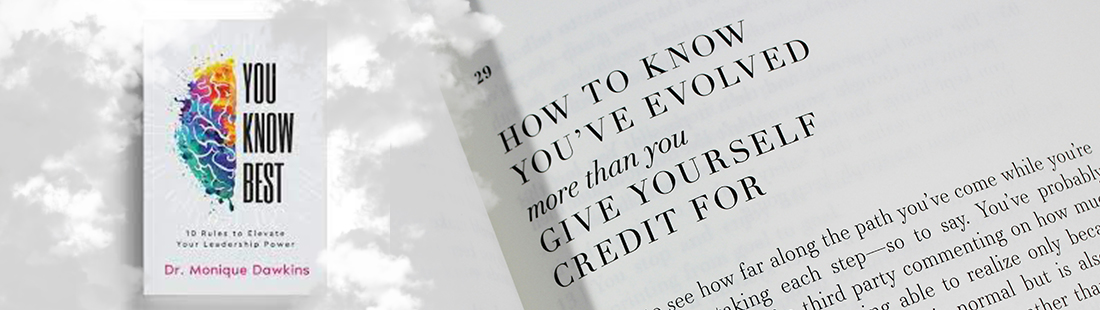 YOU
KNOW
BEST
10 Rules to Elevate
Your Leadership Power
Dr. Monique Dawkins
29
HOW TO KNOW
YOU'VE EVOLVED
more than you
GIVE YOURSELF
CREDIT FOR
see how far along the path you've come while you're
taking each step—so to say. You've probably
third party commenting on how
able to realize only
normal but is